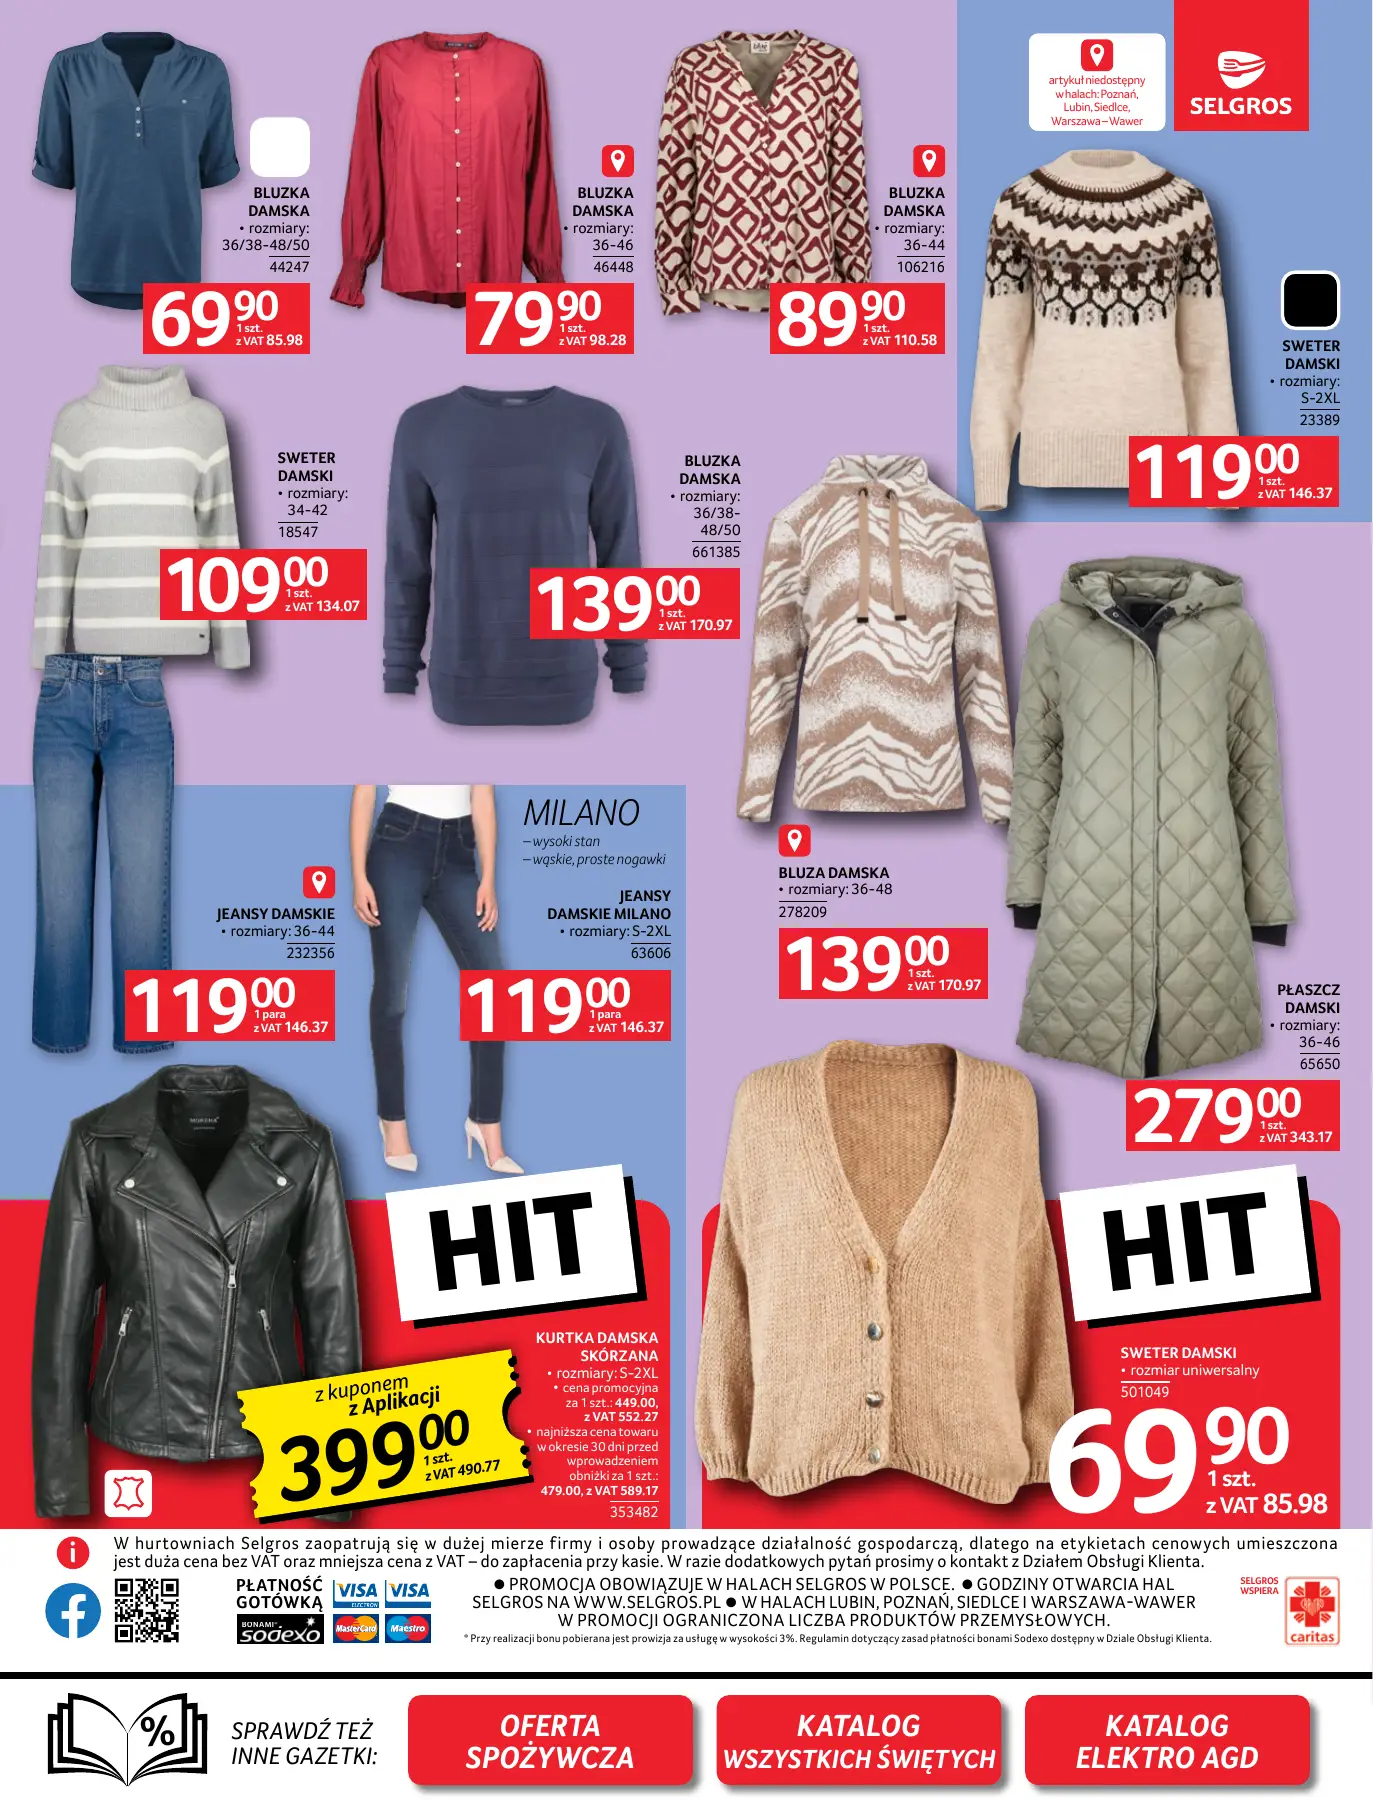 artykuł niedostępny
w halach: Poznań,
Lubin, Siedlce,
Warszawa – Wawer
SELGROS
BLUZKA
DAMSKA
• rozmiary:
36/38-48/50
44247
69 90
1 szt.
z VAT 85.98
BLUZKA
DAMSKA
• rozmiary:
36-46
46448
79 90
1 szt.
z VAT 98.28
BLUZKA
DAMSKA
• rozmiary:
36-44
106216
89 90
1 szt.
z VAT 110.58
SWETER
DAMSKI
• rozmiary:
S-2XL
23389
119 00
1 szt.
z VAT 146.37
SWETER
DAMSKI
• rozmiary:
34-42
18547
109 00
1 szt.
z VAT 134.07
BLUZKA
DAMSKA
• rozmiary:
36/38-
48/50
661385
139 00
1 szt.
z VAT 170.97
BLUZA DAMSKA
• rozmiary: 36-48
278209
139 00
1 szt.
z VAT 170.97
JEANSY DAMSKIE
• rozmiary: 36-44
232356
119 00
1 para
z VAT 146.37
MILANO
– wysoki stan
– wąskie, proste nogawki
JEANSY
DAMSKIE MILANO
• rozmiary: S-2XL
63606
119 00
1 para
z VAT 146.37
PŁASZCZ
DAMSKI
• rozmiary:
36-46
65650
279 00
1 szt.
z VAT 343.17
HIT
KURTKA DAMSKA
SKÓRZANA
• rozmiary: S-2XL
• cena promocyjna
za 1 szt.: 449.00,
z VAT 552.27
• najniższa cena towaru
w okresie 30 dni przed
wprowadzeniem
obniżki za 1 szt.:
479.00, z VAT 589.17
353482
z kuponem
z Aplikacji
399 00
1 szt.
z VAT 490.77
HIT
SWETER DAMSKI
• rozmiar uniwersalny
501049
69 90
1 szt.
z VAT 85.98
W hurtowniach Selgros zaopatrują się w dużej mierze firmy i osoby prowadzące działalność gospodarczą, dlatego na etykietach cenowych umieszczona
jest duża cena bez VAT oraz mniejsza cena z VAT – do zapłacenia przy kasie. W razie dodatkowych pytań prosimy o kontakt z Działem Obsługi Klienta.
PŁATNOŚĆ
GOTÓWKĄ
VISA
ELECTRON
VISA
BONAMI*
sodexo
MasterCard
Maestro
● PROMOCJA OBOWIĄZUJE W HALACH SELGROS W POLSCE. ● GODZINY OTWARCIA HAL
SELGROS NA WWW.SELGROS.PL ● W HALACH LUBIN, POZNAŃ, SIEDLCE I WARSZAWA-WAWER
W PROMOCJI OGRANICZONA LICZBA PRODUKTÓW PRZEMYSŁOWYCH.
* Przy realizacji bonu pobierana jest prowizja za usługę w wysokości 3%. Regulamin dotyczący zasad płatności bonami Sodexo dostępny w Dziale Obsługi Klienta.
SELGROS
WSPIERA
caritas
%
SPRAWDŹ TEŻ
INNE GAZETKI:
OFERTA
SPOŻYWCZA
KATALOG
WSZYSTKICH ŚWIĘTYCH
KATALOG
ELEKTRO AGD